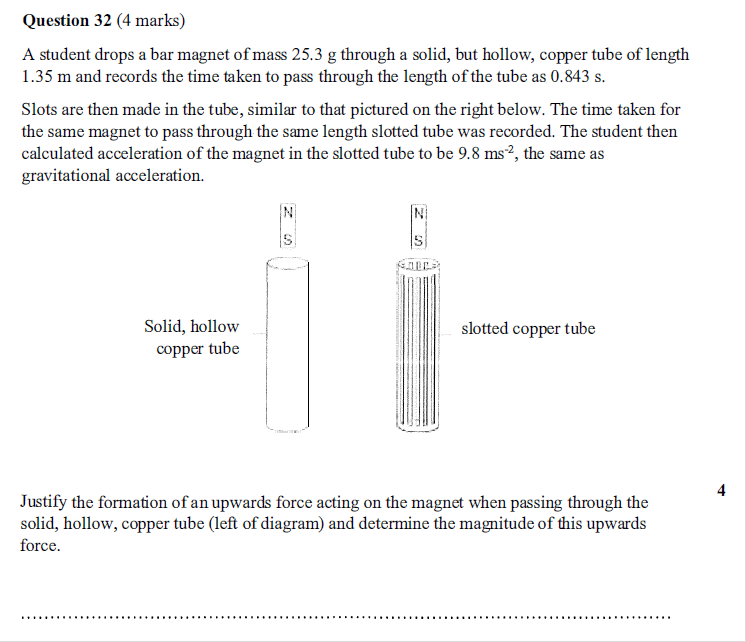 Question 32 (4 marks)
A student drops a bar magnet of mass 25.3 g through a solid, but hollow, copper tube of length
1.35 m and records the time taken to pass through the length of the tube as 0.843 s.
Slots are then made in the tube, similar to that pictured on the right below. The time taken for
the same magnet to pass through the same length slotted tube was recorded. The student then
calculated acceleration of the magnet in the slotted tube to be 9.8 ms⁻², the same as
gravitational acceleration.
N N
S S
Solid, hollow
copper tube
slotted copper tube
4
Justify the formation of an upwards force acting on the magnet when passing through the
solid, hollow, copper tube (left of diagram) and determine the magnitude of this upwards
force.